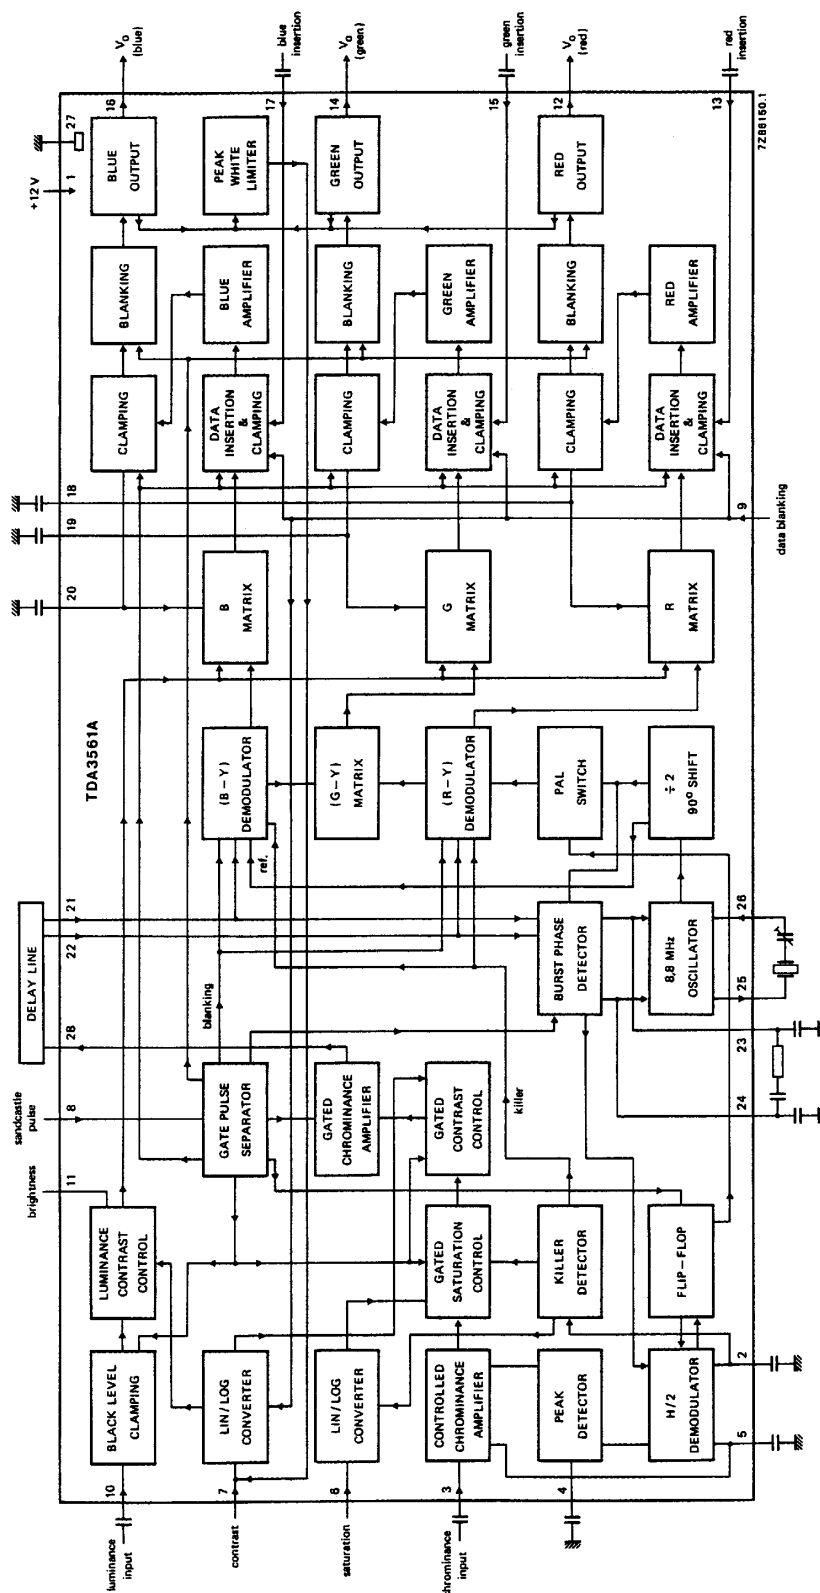 DELAY LINE
+12 V
brightness
sandcastle
pulse
11
8
28
22
21
20
19
18
1
27
TDA3561A
luminance
input
10
BLACK LEVEL
CLAMPING
LUMINANCE
CONTRAST
CONTROL
CLAMPING
BLANKING
BLUE
OUTPUT
16
VO
(blue)
contrast
7
LIN/LOG
CONVERTER
GATE PULSE
SEPARATOR
blanking
(B–Y)
DEMODULATOR
ref.
B
MATRIX
DATA
INSERTION
&
CLAMPING
BLUE
AMPLIFIER
PEAK
WHITE
LIMITER
17
blue
insertion
saturation
6
LIN/LOG
CONVERTER
GATED
CHROMINANCE
AMPLIFIER
(G–Y)
MATRIX
CLAMPING
BLANKING
GREEN
OUTPUT
14
VO
(green)
chrominance
input
3
CONTROLLED
CHROMINANCE
AMPLIFIER
GATED
SATURATION
CONTROL
GATED
CONTRAST
CONTROL
(R–Y)
DEMODULATOR
G
MATRIX
DATA
INSERTION
&
CLAMPING
GREEN
AMPLIFIER
15
green
insertion
killer
4
PEAK
DETECTOR
KILLER
DETECTOR
BURST PHASE
DETECTOR
PAL
SWITCH
CLAMPING
BLANKING
RED
OUTPUT
12
VO
(red)
H/2
DEMODULATOR
FLIP–FLOP
8,8 MHz
OSCILLATOR
÷ 2
90° SHIFT
R
MATRIX
DATA
INSERTION
&
CLAMPING
RED
AMPLIFIER
13
red
insertion
5
2
24
23
25
26
9
data blanking
7Z88150.1